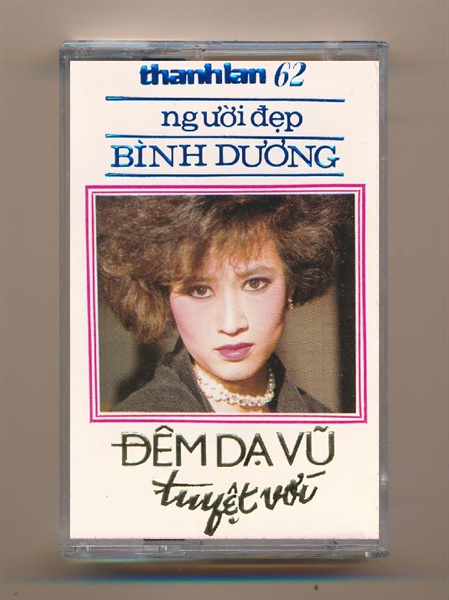 thanhlan 62
người đẹp
BÌNH DƯƠNG
ĐÊM DẠ VŨ
tuyệt vời